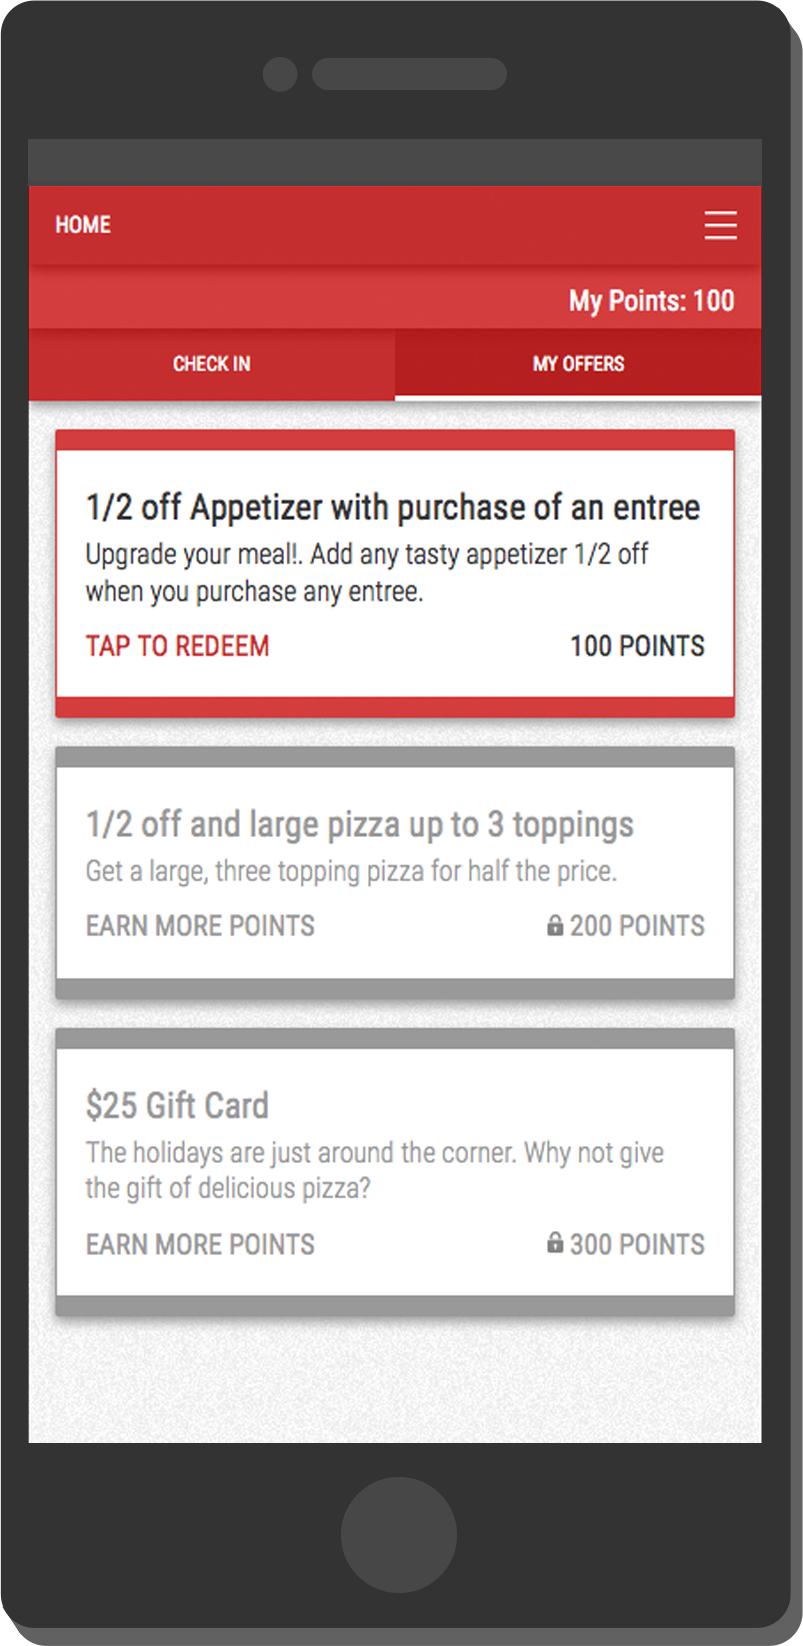 HOME
My Points: 100
CHECK IN
MY OFFERS
1/2 off Appetizer with purchase of an entree
Upgrade your meal!. Add any tasty appetizer 1/2 off
when you purchase any entree.
TAP TO REDEEM
100 POINTS
1/2 off and large pizza up to 3 toppings
Get a large, three topping pizza for half the price.
EARN MORE POINTS
200 POINTS
$25 Gift Card
The holidays are just around the corner. Why not give
the gift of delicious pizza?
EARN MORE POINTS
300 POINTS